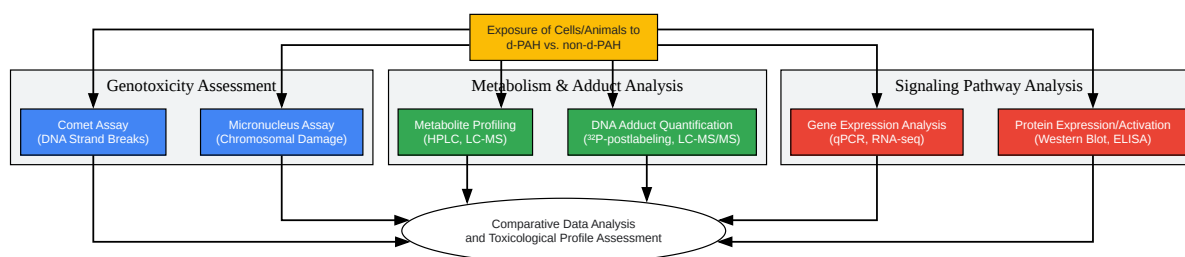 Exposure of Cells/Animals to
d-PAH vs. non-d-PAH
Genotoxicity Assessment
Metabolism & Adduct Analysis
Signaling Pathway Analysis
Comet Assay
(DNA Strand Breaks)
Micronucleus Assay
(Chromosomal Damage)
Metabolite Profiling
(HPLC, LC-MS)
DNA Adduct Quantification
(³²P-postlabeling, LC-MS/MS)
Gene Expression Analysis
(qPCR, RNA-seq)
Protein Expression/Activation
(Western Blot, ELISA)
Comparative Data Analysis
and Toxicological Profile Assessment